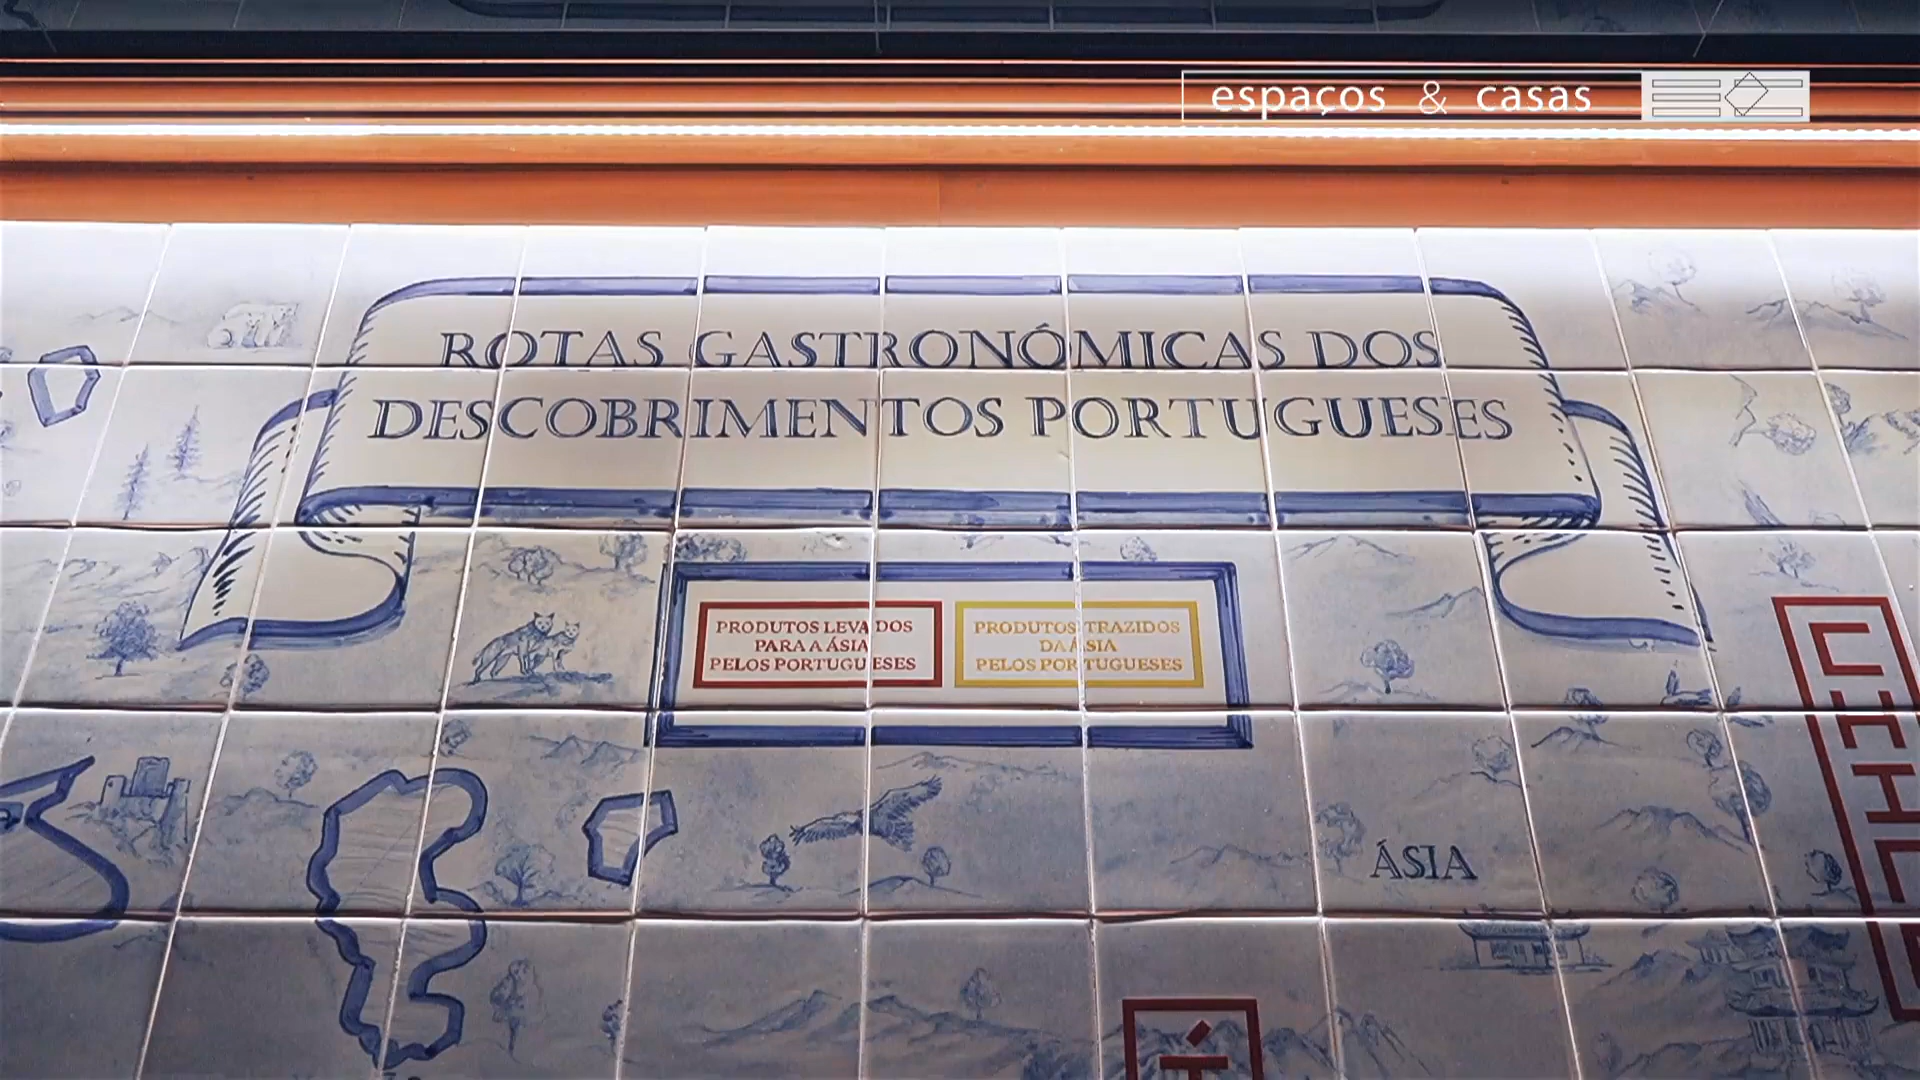 espaços & casas
ROTAS GASTRONÓMICAS DOS
DESCOBRIMENTOS PORTUGUESES
PRODUTOS LEVADOS
PARA A ÁSIA
PELOS PORTUGUESES
PRODUTOS TRAZIDOS
DA ÁSIA
PELOS PORTUGUESES
ÁSIA